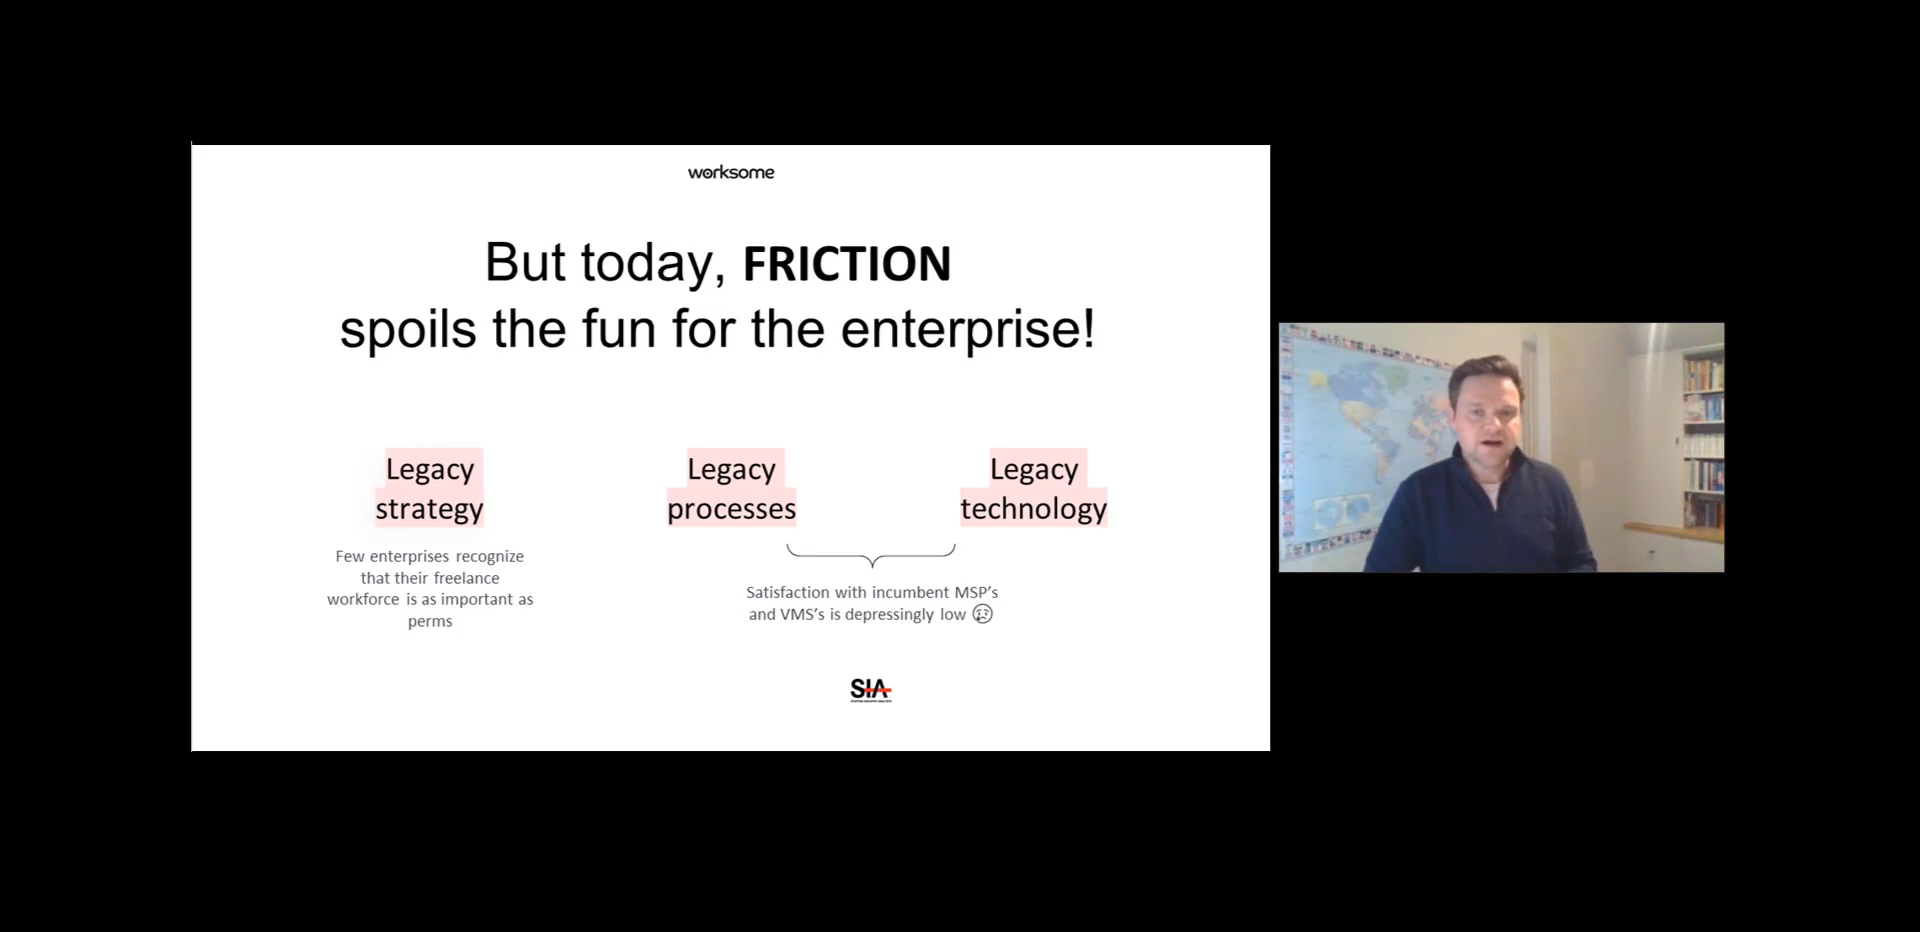 worksome
But today, FRICTION
spoils the fun for the enterprise!
Legacy
strategy
Few enterprises recognize
that their freelance
workforce is as important as
perms
Legacy
processes
Legacy
technology
Satisfaction with incumbent MSP's
and VMS's is depressingly low
SIA